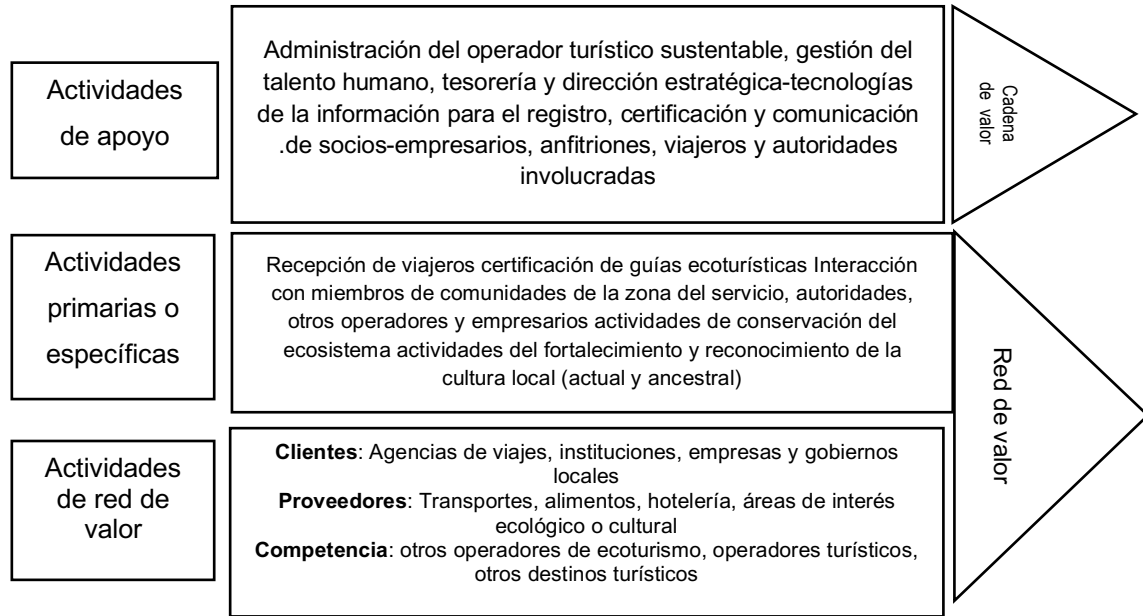 Actividades
de apoyo
Administración del operador turístico sustentable, gestión del
talento humano, tesorería y dirección estratégica-tecnologías
de la información para el registro, certificación y comunicación
.de socios-empresarios, anfitriones, viajeros y autoridades
involucradas
Cadena
de valor
Actividades
primarias o
específicas
Recepción de viajeros certificación de guías ecoturísticas Interacción
con miembros de comunidades de la zona del servicio, autoridades,
otros operadores y empresarios actividades de conservación del
ecosistema actividades del fortalecimiento y reconocimiento de la
cultura local (actual y ancestral)
Red de valor
Actividades
de red de
valor
Clientes: Agencias de viajes, instituciones, empresas y gobiernos
locales
Proveedores: Transportes, alimentos, hotelería, áreas de interés
ecológico o cultural
Competencia: otros operadores de ecoturismo, operadores turísticos,
otros destinos turísticos